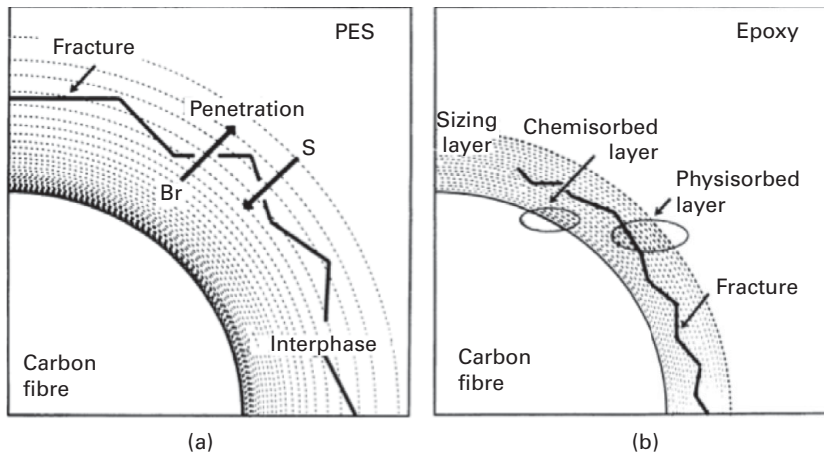 PES
Fracture
Penetration
S
Br
Interphase
Carbon
fibre
(a)
Epoxy
Sizing
layer
Chemisorbed
layer
Physisorbed
layer
Fracture
Carbon
fibre
(b)